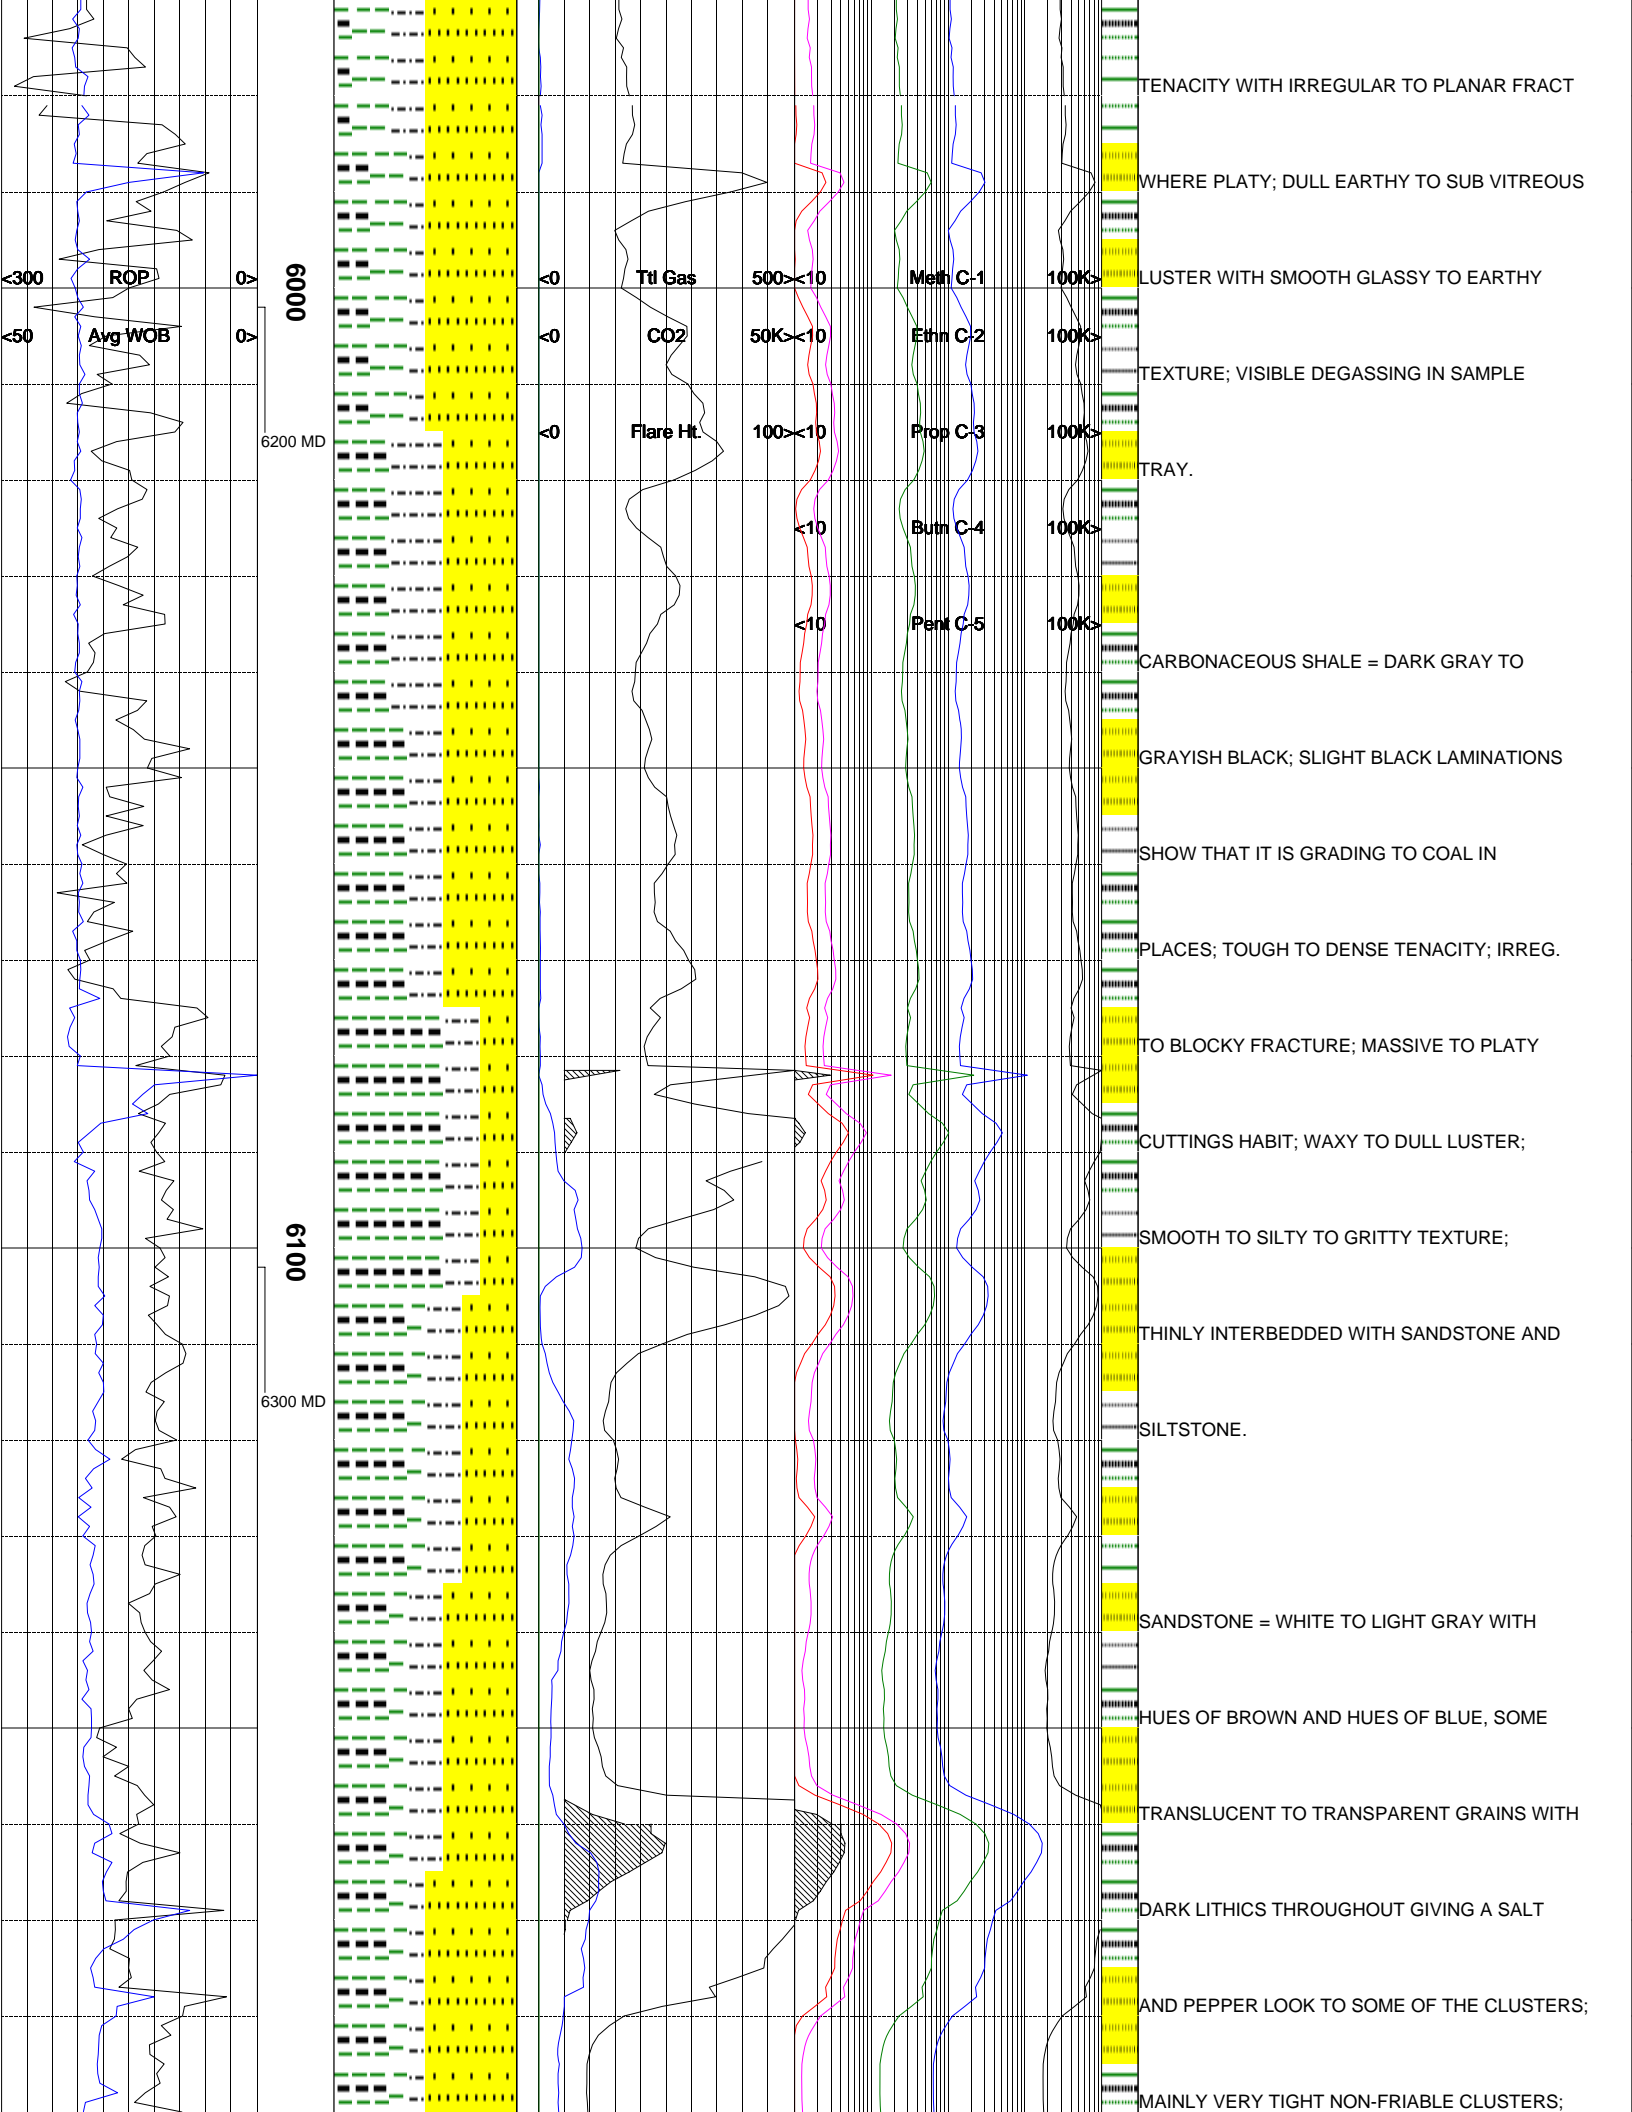 TENACITY WITH IRREGULAR TO PLANAR FRACT
WHERE PLATY; DULL EARTHY TO SUB VITREOUS
<300 ROP 0> 6000 <0 Ttl Gas 500> <10 Meth C-1 100K> LUSTER WITH SMOOTH GLASSY TO EARTHY
<50 Avg WOB 0> <0 CO2 50K> <10 Ethn C-2 100K>
TEXTURE; VISIBLE DEGASSING IN SAMPLE
6200 MD <0 Flare Ht. 100> <10 Prop C-3 100K>
TRAY.
<10 Butn C-4 100K>
<10 Pent C-5 100K>
CARBONACEOUS SHALE = DARK GRAY TO
GRAYISH BLACK; SLIGHT BLACK LAMINATIONS
SHOW THAT IT IS GRADING TO COAL IN
PLACES; TOUGH TO DENSE TENACITY; IRREG.
TO BLOCKY FRACTURE; MASSIVE TO PLATY
CUTTINGS HABIT; WAXY TO DULL LUSTER;
6100 SMOOTH TO SILTY TO GRITTY TEXTURE;
THINLY INTERBEDDED WITH SANDSTONE AND
6300 MD
SILTSTONE.
SANDSTONE = WHITE TO LIGHT GRAY WITH
HUES OF BROWN AND HUES OF BLUE, SOME
TRANSLUCENT TO TRANSPARENT GRAINS WITH
DARK LITHICS THROUGHOUT GIVING A SALT
AND PEPPER LOOK TO SOME OF THE CLUSTERS;
MAINLY VERY TIGHT NON-FRIABLE CLUSTERS;